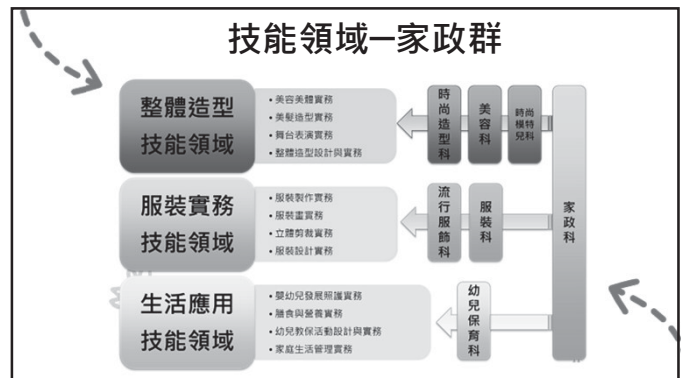 技能領域—家政群
整體造型
技能領域
• 美容美體實務
• 美髮造型實務
• 舞台表演實務
• 整體造型設計與實務
時尚造型科
美容科
時尚模特兒科
服裝實務
技能領域
• 服裝製作實務
• 服裝畫實務
• 立體剪裁實務
• 服裝設計實務
流行服飾科
服裝科
家政科
生活應用
技能領域
• 嬰幼兒發展照護實務
• 膳食與營養實務
• 幼兒教保活動設計與實務
• 家庭生活管理實務
幼兒保育科